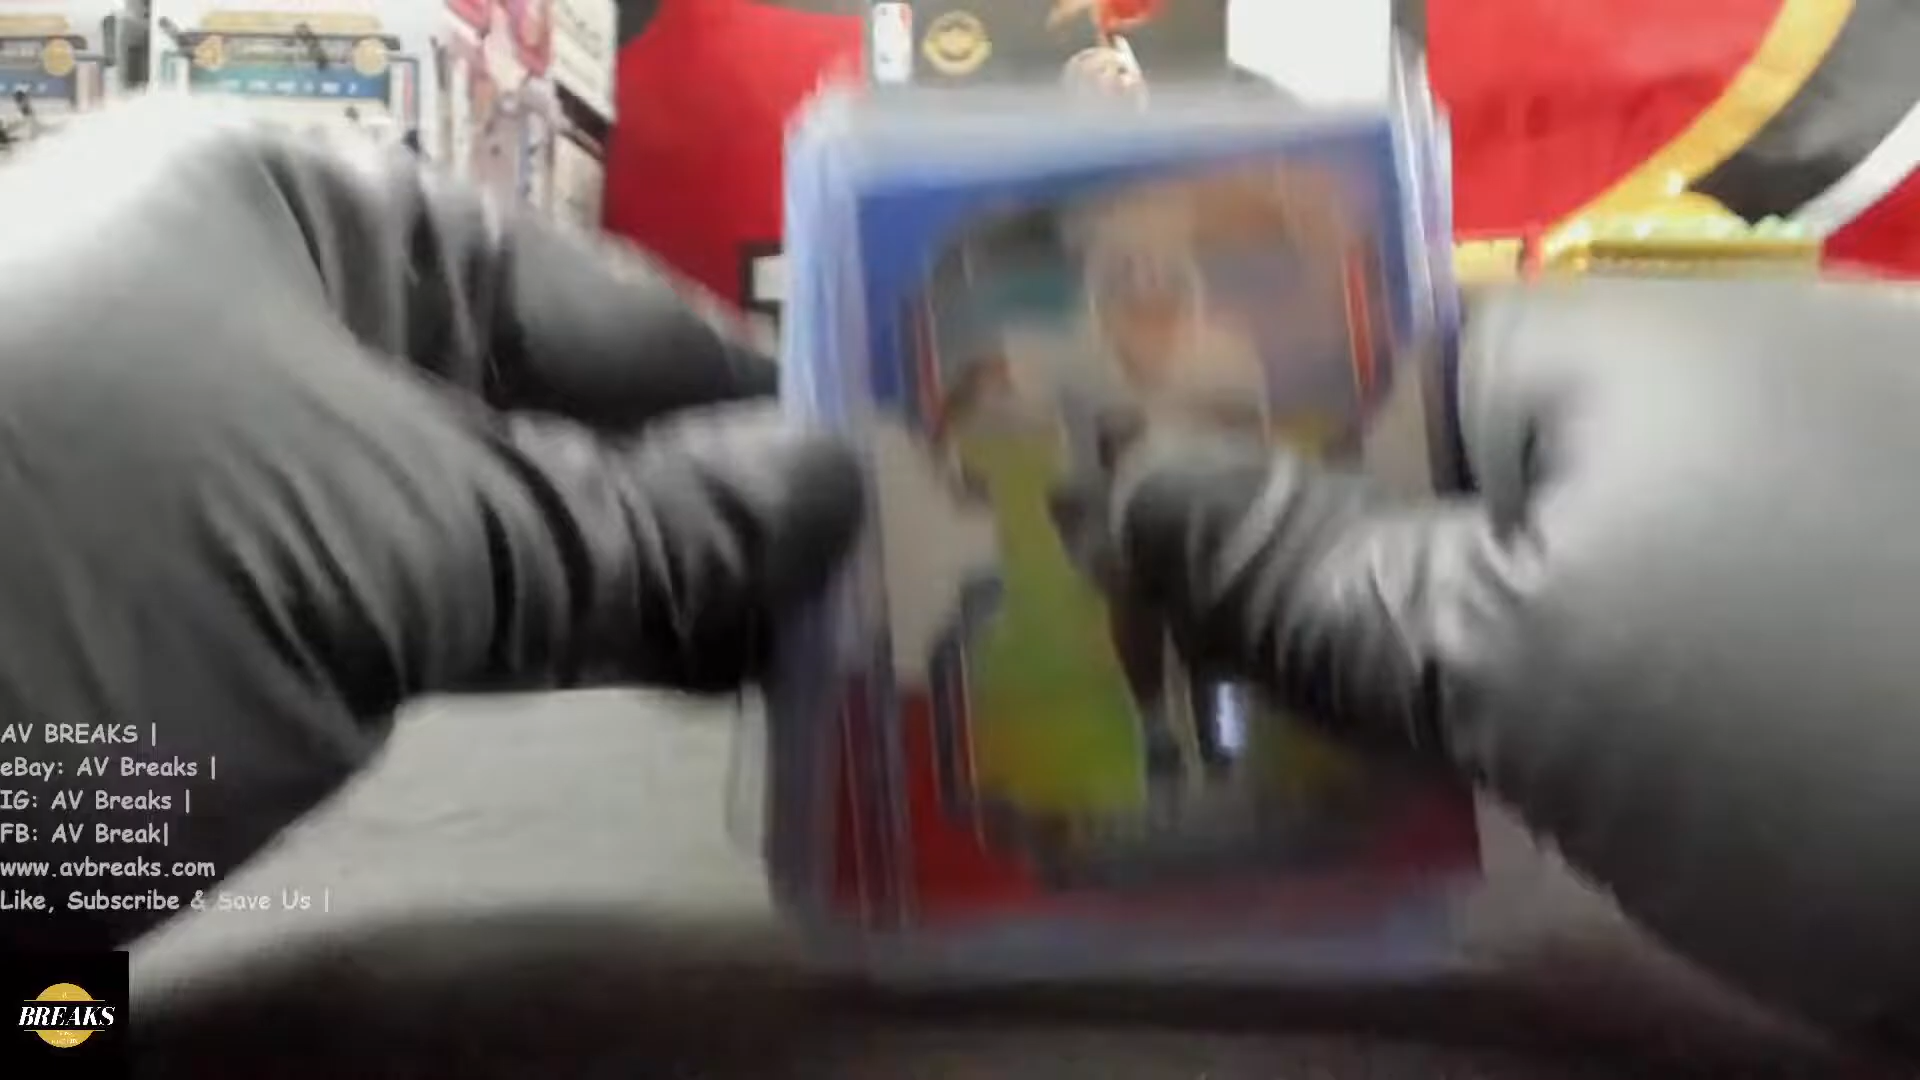 AV BREAKS |
eBay: AV Breaks |
IG: AV Breaks |
FB: AV Break|
www.avbreaks.com
Like, Subscribe & Save Us |
BREAKS